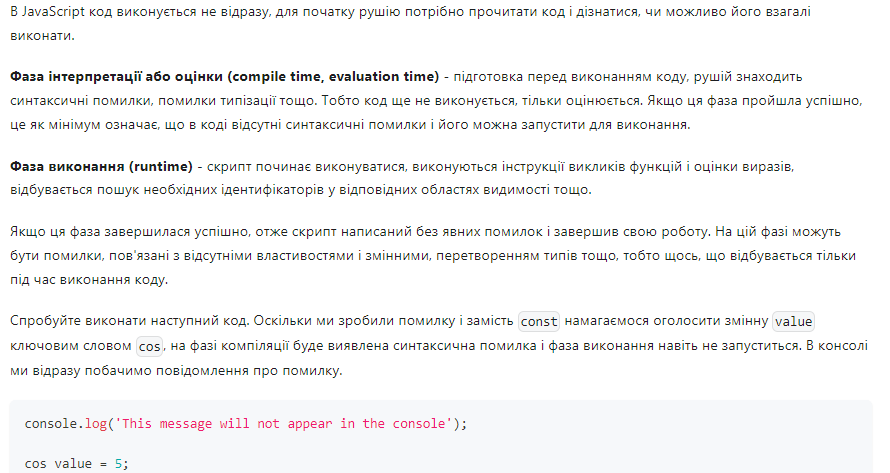 В JavaScript код виконується не відразу, для початку рушію потрібно прочитати код і дізнатися, чи можливо його взагалі
виконати.
Фаза інтерпретації або оцінки (compile time, evaluation time) - підготовка перед виконанням коду, рушій знаходить
синтаксичні помилки, помилки типізації тощо. Тобто код ще не виконується, тільки оцінюється. Якщо ця фаза пройшла успішно,
це як мінімум означає, що в коді відсутні синтаксичні помилки і його можна запустити для виконання.
Фаза виконання (runtime) - скрипт починає виконуватися, виконуються інструкції викликів функцій і оцінки виразів,
відбувається пошук необхідних ідентифікаторів у відповідних областях видимості тощо.
Якщо ця фаза завершилася успішно, отже скрипт написаний без явних помилок і завершив свою роботу. На цій фазі можуть
бути помилки, пов'язані з відсутніми властивостями і змінними, перетворенням типів тощо, тобто щось, що відбувається тільки
під час виконання коду.
Спробуйте виконати наступний код. Оскільки ми зробили помилку і замість const намагаємося оголосити змінну value
ключовим словом cos, на фазі компіляції буде виявлена синтаксична помилка і фаза виконання навіть не запуститься. В консолі
ми відразу побачимо повідомлення про помилку.
console.log('This message will not appear in the console');
cos value = 5;